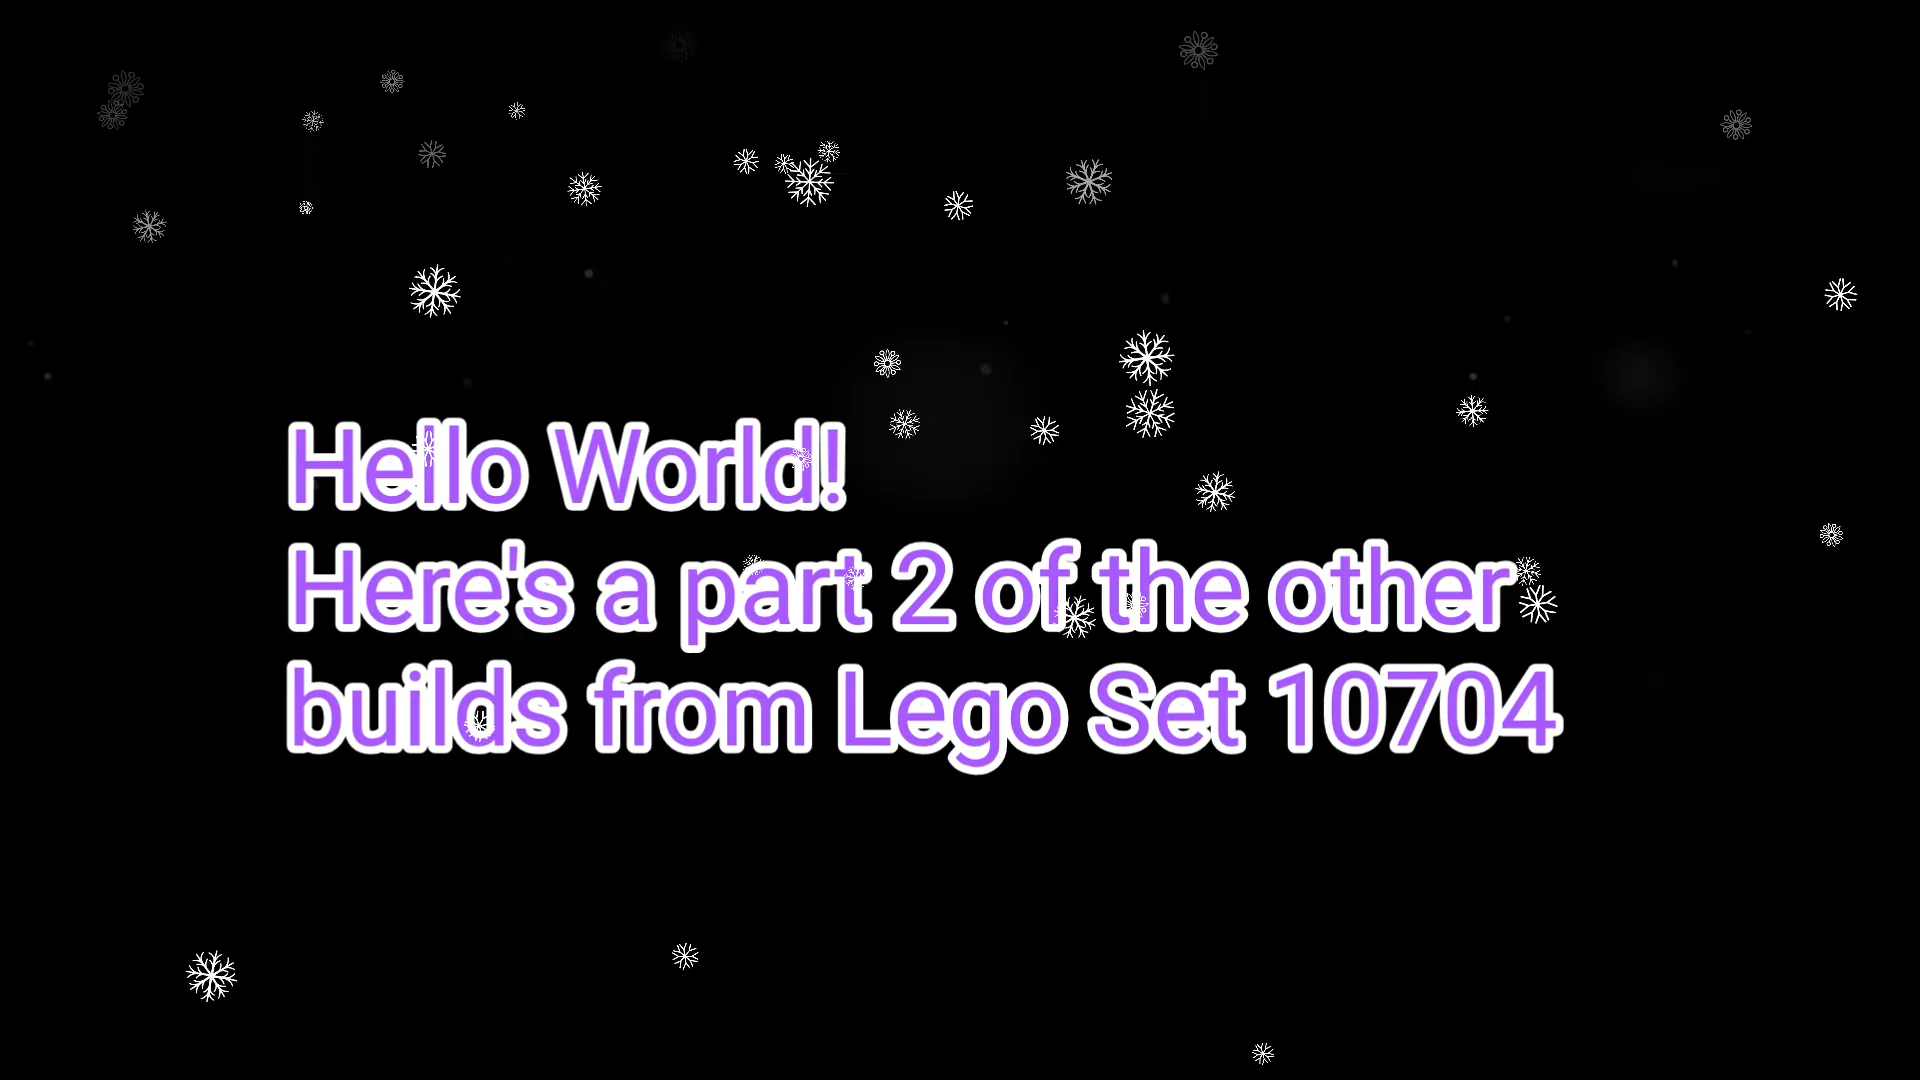 Hello World!
Here's a part 2 of the other
builds from Lego Set 10704